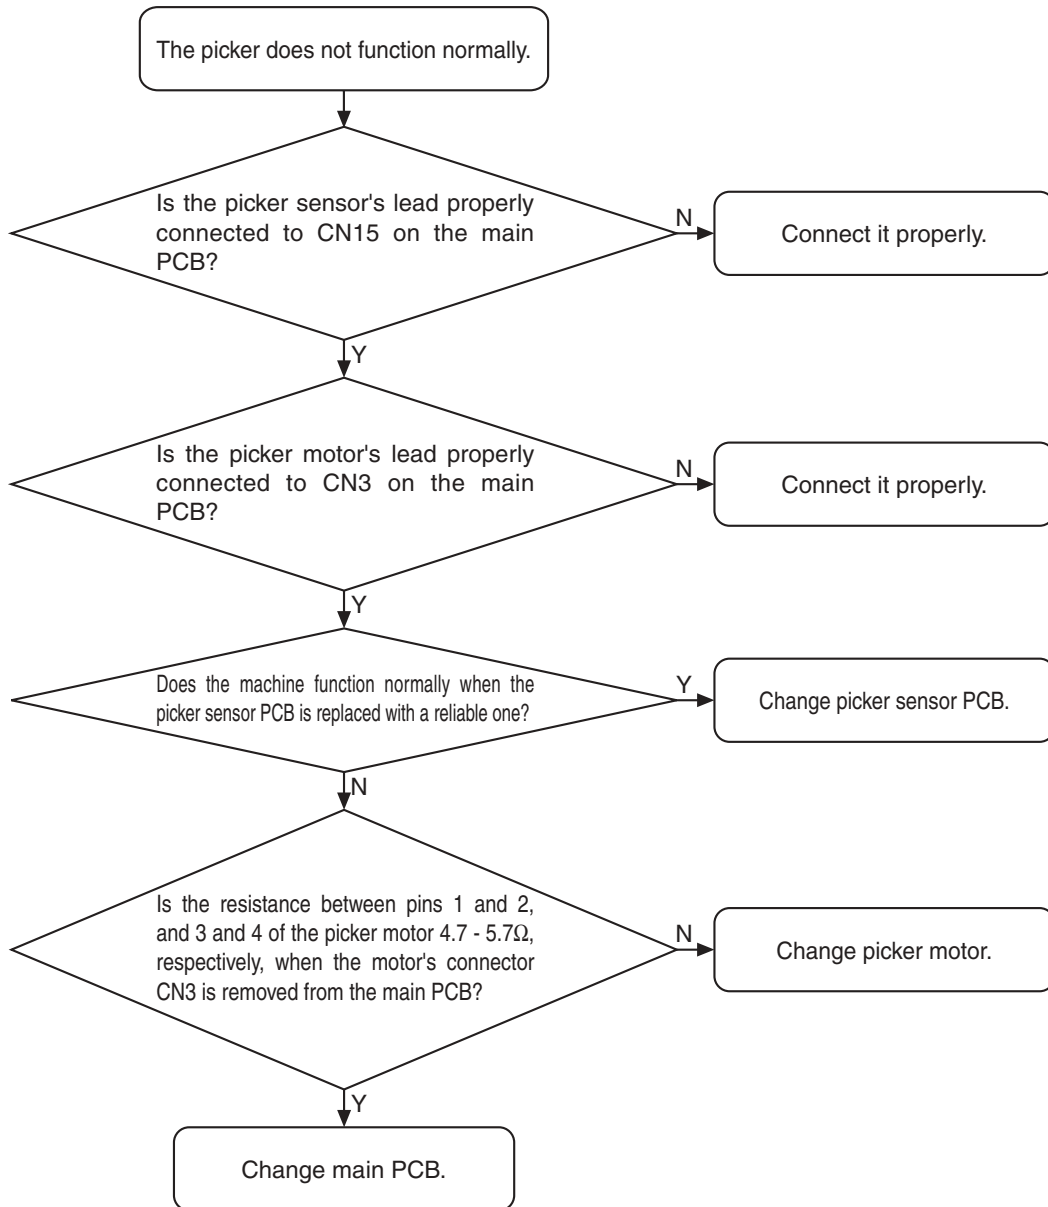 The picker does not function normally.
Is the picker sensor's lead properly
connected to CN15 on the main
PCB?
N
Connect it properly.
Y
Is the picker motor's lead properly
connected to CN3 on the main
PCB?
N
Connect it properly.
Y
Does the machine function normally when the
picker sensor PCB is replaced with a reliable one?
Y
Change picker sensor PCB.
N
Is the resistance between pins 1 and 2,
and 3 and 4 of the picker motor 4.7 - 5.7Ω,
respectively, when the motor's connector
CN3 is removed from the main PCB?
N
Change picker motor.
Y
Change main PCB.